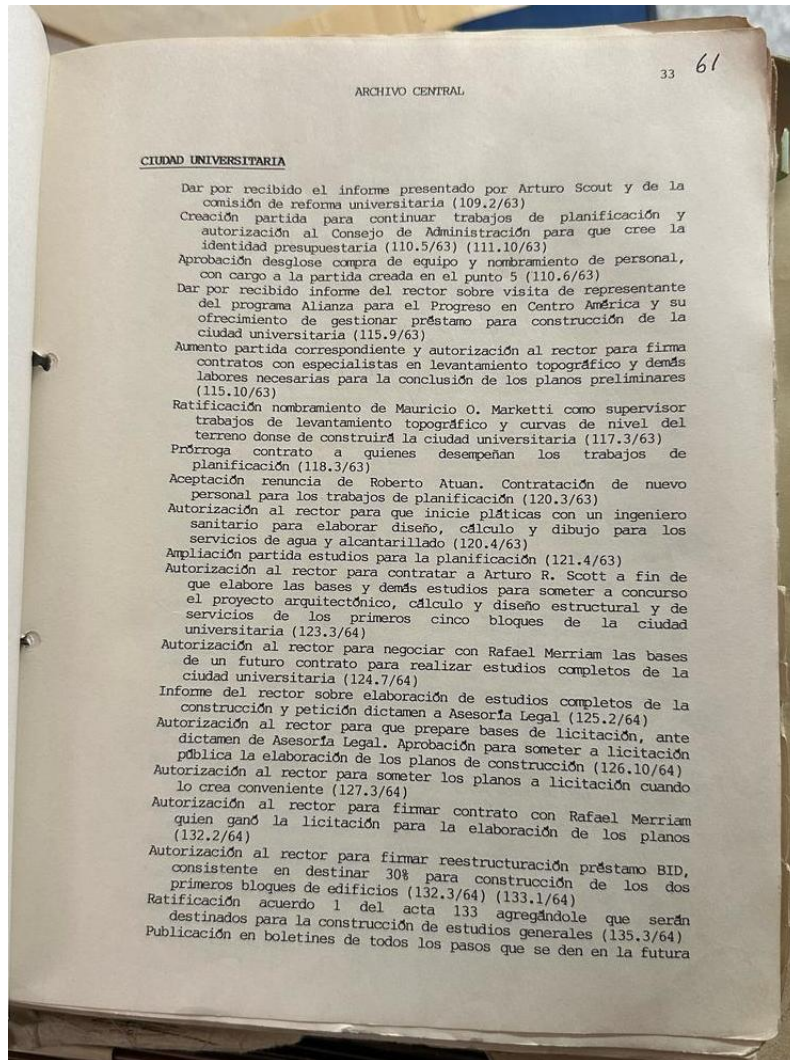 33 61
ARCHIVO CENTRAL
CIUDAD UNIVERSITARIA
Dar por recibido el informe presentado por Arturo Scout y de la
comisión de reforma universitaria (109.2/63)
Creación partida para continuar trabajos de planificación y
autorización al Consejo de Administración para que cree la
identidad presupuestaria (110.5/63) (111.10/63)
Aprobación desglose compra de equipo y nombramiento de personal,
con cargo a la partida creada en el punto 5 (110.6/63)
Dar por recibido informe del rector sobre visita de representante
del programa Alianza para el Progreso en Centro América y su
ofrecimiento de gestionar préstamo para construcción de la
ciudad universitaria (115.9/63)
Aumento partida correspondiente y autorización al rector para firma
contratos con especialistas en levantamiento topográfico y demás
labores necesarias para la conclusión de los planos preliminares
(115.10/63)
Ratificación nombramiento de Mauricio O. Marketti como supervisor
trabajos de levantamiento topográfico y curvas de nivel del
terreno donse de construirá la ciudad universitaria (117.3/63)
Prórroga contrato a quienes desempeñan los trabajos de
planificación (118.3/63)
Aceptación renuncia de Roberto Atuan. Contratación de nuevo
personal para los trabajos de planificación (120.3/63)
Autorización al rector para que inicie pláticas con un ingeniero
sanitario para elaborar diseño, cálculo y dibujo para los
servicios de agua y alcantarillado (120.4/63)
Ampliación partida estudios para la planificación (121.4/63)
Autorización al rector para contratar a Arturo R. Scott a fin de
que elabore las bases y demás estudios para someter a concurso
el proyecto arquitectónico, cálculo y diseño estructural y de
servicios de los primeros cinco bloques de la ciudad
universitaria (123.3/64)
Autorización al rector para negociar con Rafael Merriam las bases
de un futuro contrato para realizar estudios completos de la
ciudad universitaria (124.7/64)
Informe del rector sobre elaboración de estudios completos de la
construcción y petición dictamen a Asesoría Legal (125.2/64)
Autorización al rector para que prepare bases de licitación, ante
dictamen de Asesoría Legal. Aprobación para someter a licitación
pública la elaboración de los planos de construcción (126.10/64)
Autorización al rector para someter los planos a licitación cuando
lo crea conveniente (127.3/64)
Autorización al rector para firmar contrato con Rafael Merriam
quien ganó la licitación para la elaboración de los planos
(132.2/64)
Autorización al rector para firmar reestructuración préstamo BID,
consistente en destinar 30% para construcción de los dos
primeros bloques de edificios (132.3/64) (133.1/64)
Ratificación acuerdo 1 del acta 133 agregándole que serán
destinados para la construcción de estudios generales (135.3/64)
Publicación en boletines de todos los pasos que se den en la futura